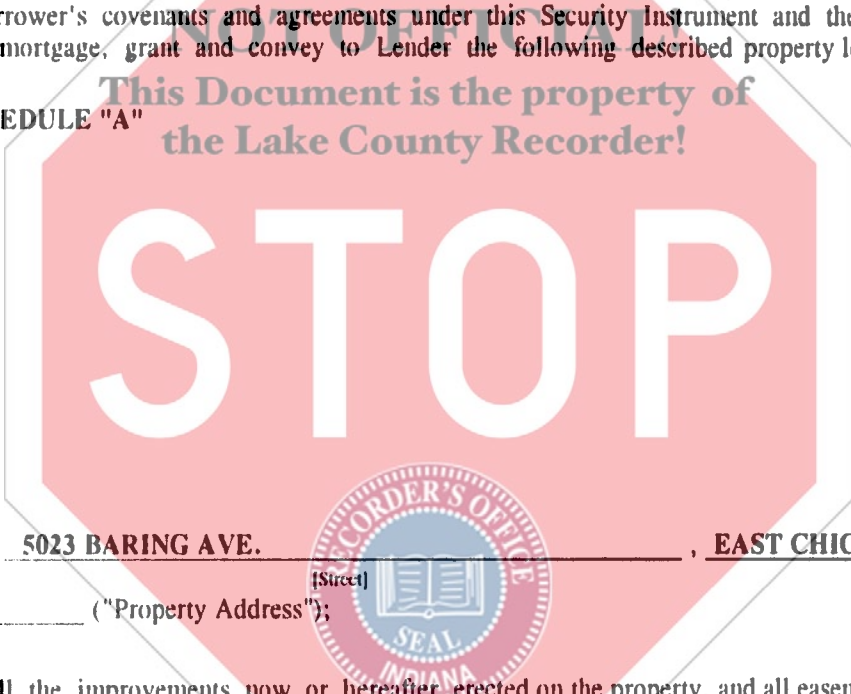 rrower's covenants and agreements under this Security Instrument and the
NOT OFFICIAL!
mortgage, grant and convey to Lender the following described property l
This Document is the property of
EDULE "A"
the Lake County Recorder!
STOP
5023 BARING AVE. , EAST CHIC
[Street]
("Property Address");
RECORDER'S OFFICE
SEAL
INDIANA
the improvements now or hereafter erected on the property, and all easem